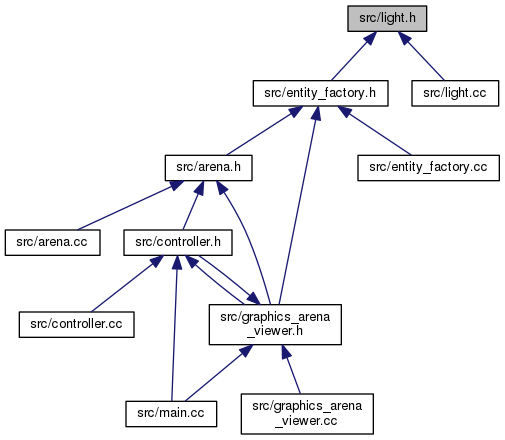 src/light.h
src/entity_factory.h
src/light.cc
src/arena.h
src/entity_factory.cc
src/arena.cc
src/controller.h
src/controller.cc
src/graphics_arena
_viewer.h
src/main.cc
src/graphics_arena
_viewer.cc